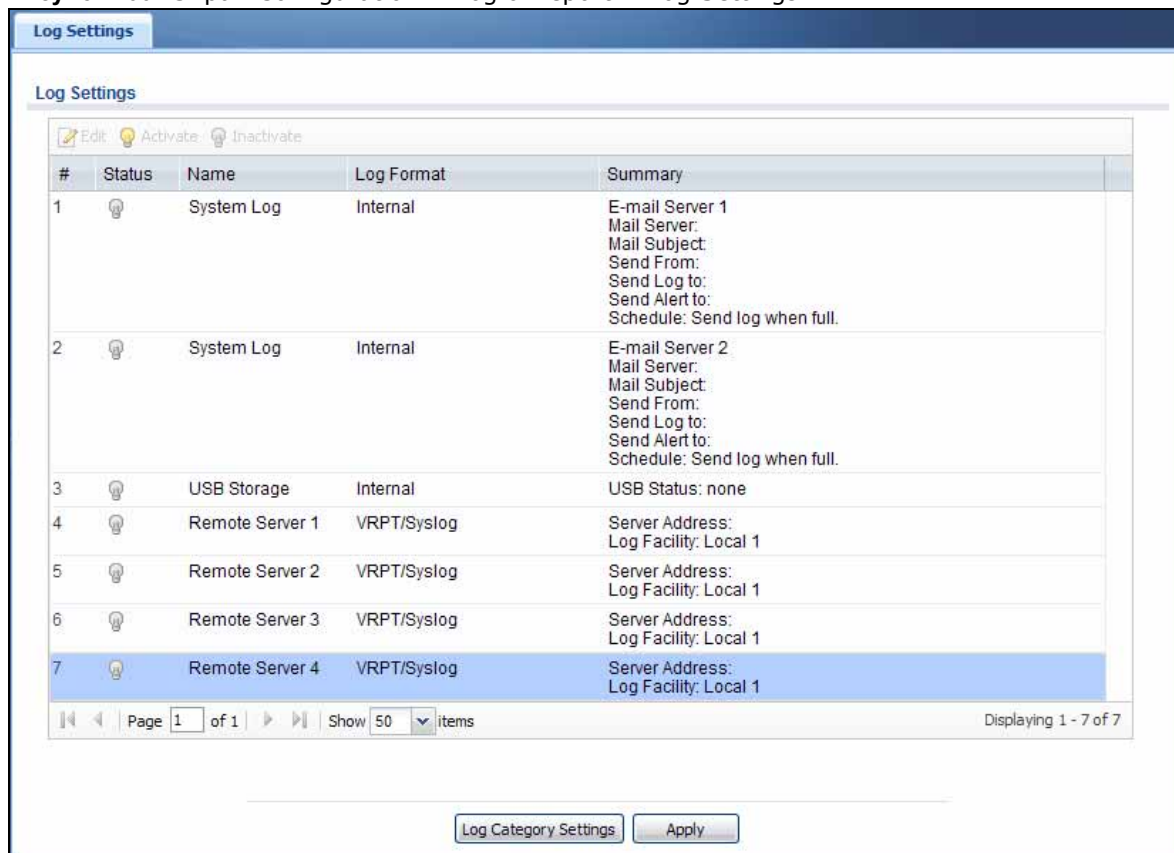 Log Settings
Log Settings
Edit Activate Inactivate
# Status Name Log Format Summary
1 System Log Internal E-mail Server 1
Mail Server:
Mail Subject:
Send From:
Send Log to:
Send Alert to:
Schedule: Send log when full.
2 System Log Internal E-mail Server 2
Mail Server:
Mail Subject:
Send From:
Send Log to:
Send Alert to:
Schedule: Send log when full.
3 USB Storage Internal USB Status: none
4 Remote Server 1 VRPT/Syslog Server Address:
Log Facility: Local 1
5 Remote Server 2 VRPT/Syslog Server Address:
Log Facility: Local 1
6 Remote Server 3 VRPT/Syslog Server Address:
Log Facility: Local 1
7 Remote Server 4 VRPT/Syslog Server Address:
Log Facility: Local 1
Page 1 of 1 Show 50 items Displaying 1 - 7 of 7
Log Category Settings Apply